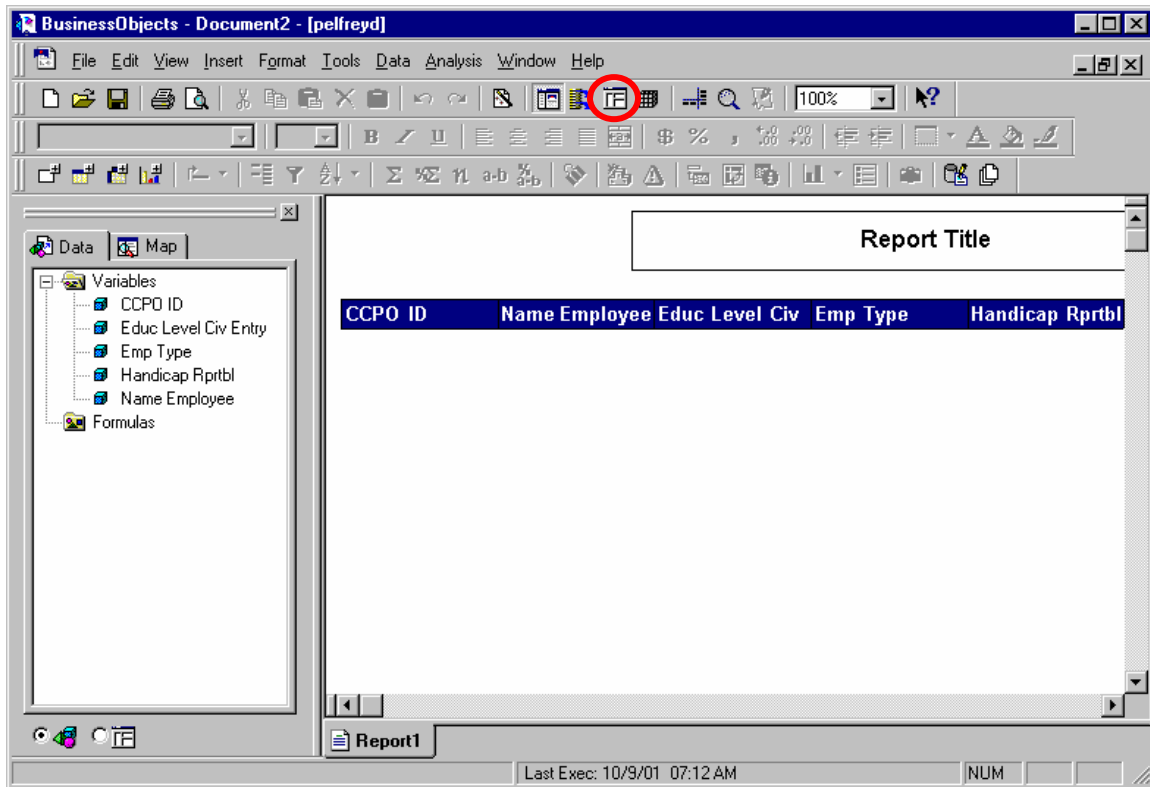 BusinessObjects - Document2 - [pelfreyd]
File Edit View Insert Format Tools Data Analysis Window Help
100%
B I U $ % ,
Data Map
Variables
CCPO ID
Educ Level Civ Entry
Emp Type
Handicap Rprtbl
Name Employee
Formulas
Report Title
CCPO ID Name Employee Educ Level Civ Emp Type Handicap Rprtbl
Report1
Last Exec: 10/9/01 07:12 AM NUM